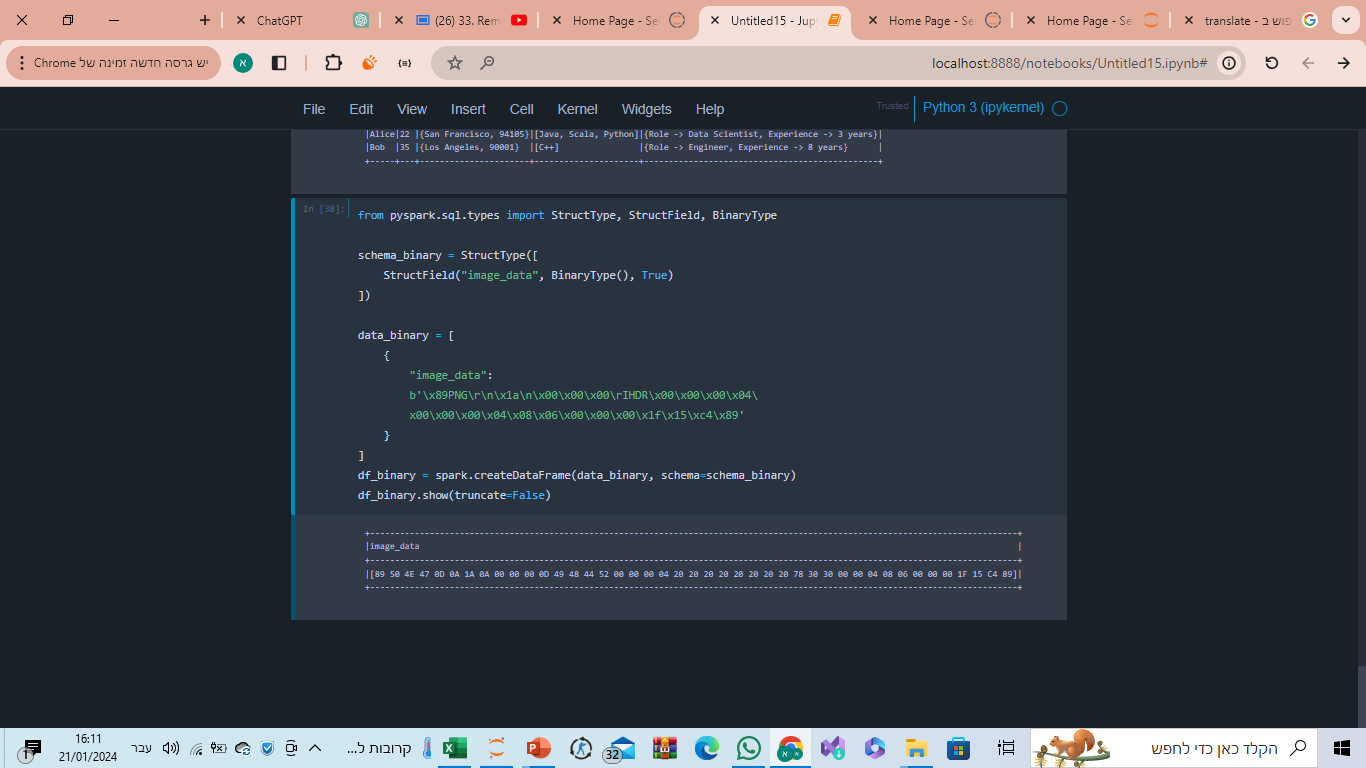 ChatGPT
(26) 33. Rem
Home Page - Se
Untitled15 - Jup
Home Page - Se
Home Page - Se
translate - פוש ב
יש גרסה חדשה זמינה של Chrome
א
localhost:8888/notebooks/Untitled15.ipynb#
File Edit View Insert Cell Kernel Widgets Help
Trusted
Python 3 (ipykernel)
|Alice|22 |{San Francisco, 94105}|[Java, Scala, Python]|{Role -> Data Scientist, Experience -> 3 years}|
|Bob |35 |{Los Angeles, 90001} |[C++] |{Role -> Engineer, Experience -> 8 years} |
+-----+---+----------------------+---------------------+-----------------------------------------------+
In [38]:
from pyspark.sql.types import StructType, StructField, BinaryType
schema_binary = StructType([
StructField("image_data", BinaryType(), True)
])
data_binary = [
{
"image_data":
b'\x89PNG\r\n\x1a\n\x00\x00\x00\rIHDR\x00\x00\x00\x04\
x00\x00\x00\x04\x08\x06\x00\x00\x00\x1f\x15\xc4\x89'
}
]
df_binary = spark.createDataFrame(data_binary, schema=schema_binary)
df_binary.show(truncate=False)
+----------------------------------------------------------------------------------------------------------------------------------+
|image_data |
+----------------------------------------------------------------------------------------------------------------------------------+
|[89 50 4E 47 0D 0A 1A 0A 00 00 00 0D 49 48 44 52 00 00 00 04 20 20 20 20 20 20 20 20 78 30 30 00 00 04 08 06 00 00 00 1F 15 C4 89]|
+----------------------------------------------------------------------------------------------------------------------------------+
1
16:11
21/01/2024
עבר
קרובות ל...
32
א א
הקלד כאן כדי לחפש